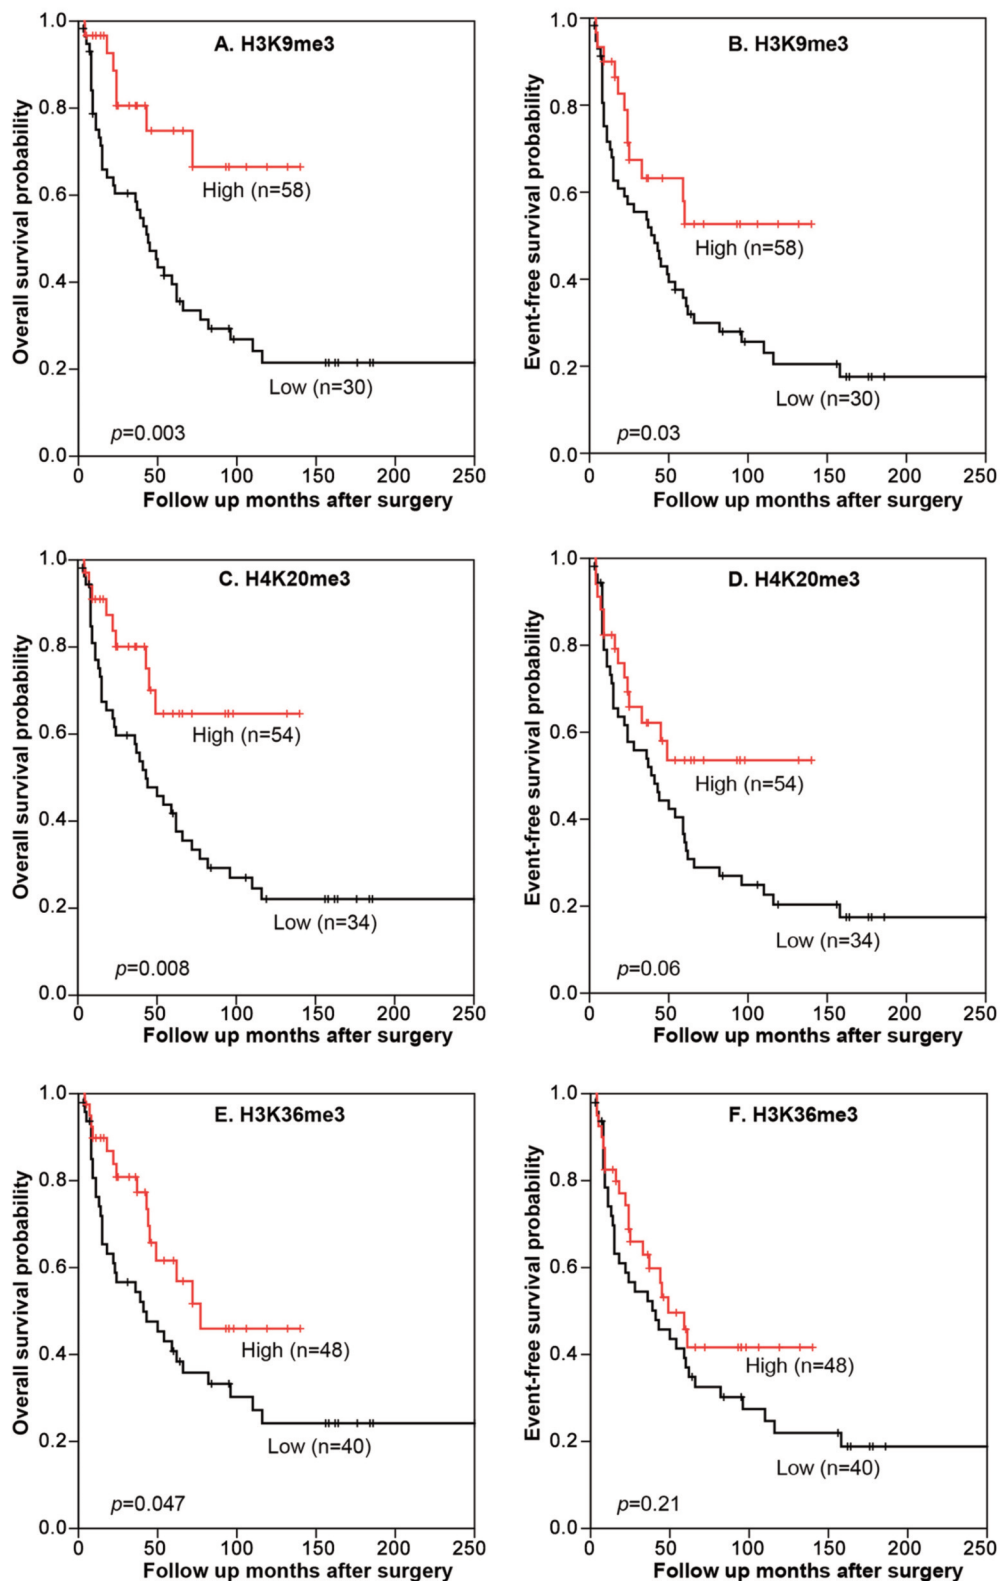 A. H3K9me3
Overall survival probability
1.0
0.8
0.6
0.4
0.2
0.0
High (n=58)
Low (n=30)
p=0.003
0 50 100 150 200 250
Follow up months after surgery
B. H3K9me3
Event-free survival probability
1.0
0.8
0.6
0.4
0.2
0.0
High (n=58)
Low (n=30)
p=0.03
0 50 100 150 200 250
Follow up months after surgery
C. H4K20me3
Overall survival probability
1.0
0.8
0.6
0.4
0.2
0.0
High (n=54)
Low (n=34)
p=0.008
0 50 100 150 200 250
Follow up months after surgery
D. H4K20me3
Event-free survival probability
1.0
0.8
0.6
0.4
0.2
0.0
High (n=54)
Low (n=34)
p=0.06
0 50 100 150 200 250
Follow up months after surgery
E. H3K36me3
Overall survival probability
1.0
0.8
0.6
0.4
0.2
0.0
High (n=48)
Low (n=40)
p=0.047
0 50 100 150 200 250
Follow up months after surgery
F. H3K36me3
Event-free survival probability
1.0
0.8
0.6
0.4
0.2
0.0
High (n=48)
Low (n=40)
p=0.21
0 50 100 150 200 250
Follow up months after surgery